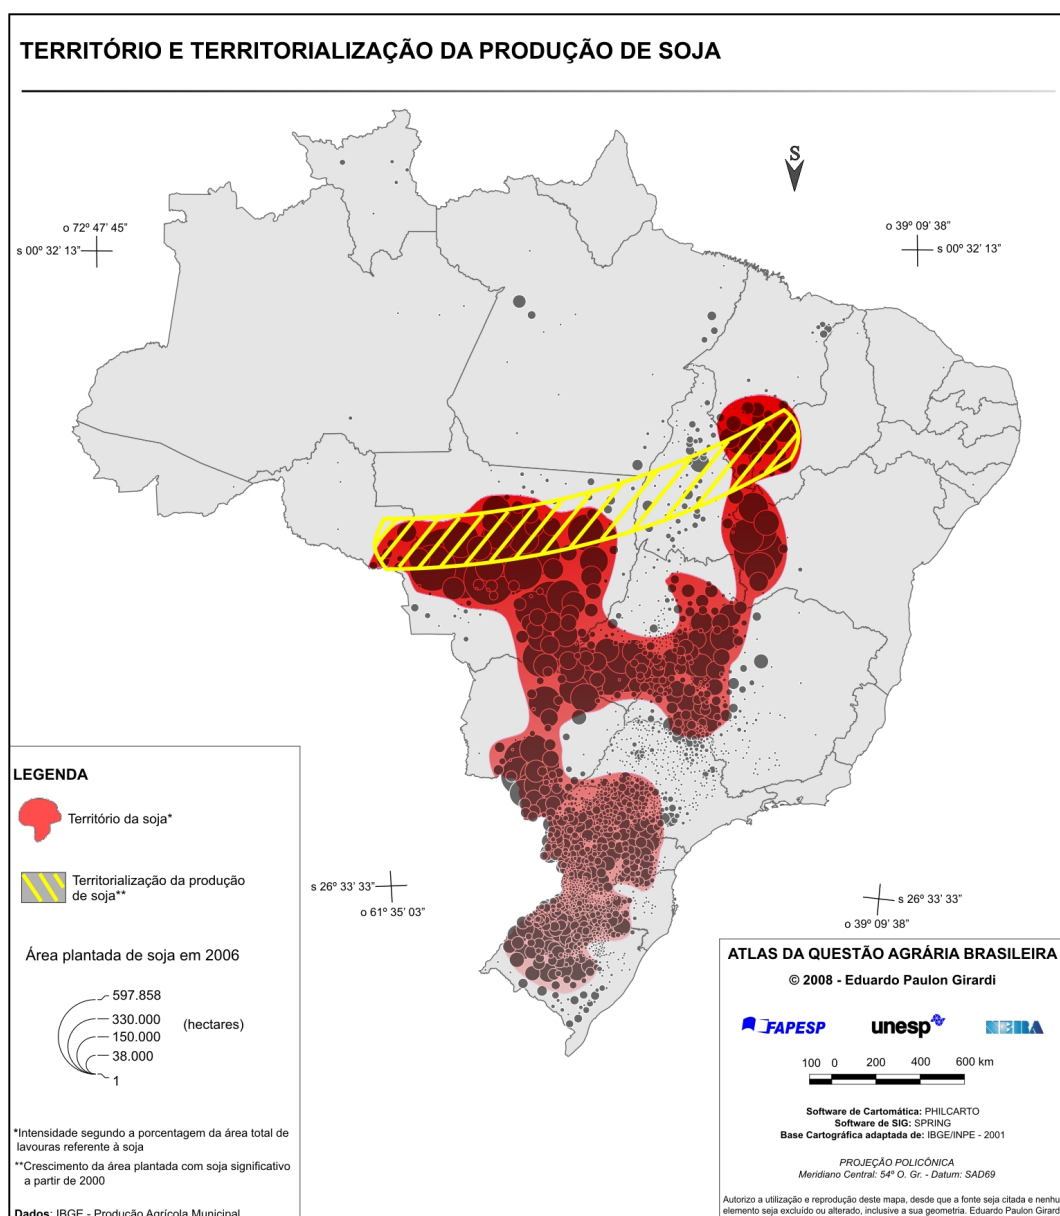 TERRITÓRIO E TERRITORIALIZAÇÃO DA PRODUÇÃO DE SOJA
S
o 72º 47' 45"
s 00º 32' 13"
o 39º 09' 38"
s 00º 32' 13"
LEGENDA
Território da soja*
Territorialização da produção
de soja**
Área plantada de soja em 2006
597.858
330.000
150.000
38.000
1
(hectares)
*Intensidade segundo a porcentagem da área total de
lavouras referente à soja
**Crescimento da área plantada com soja significativo
a partir de 2000
Dados: IBGE - Produção Agrícola Municipal
s 26º 33' 33"
o 61º 35' 03"
s 26º 33' 33"
o 39º 09' 38"
ATLAS DA QUESTÃO AGRÁRIA BRASILEIRA
© 2008 - Eduardo Paulon Girardi
FAPESP unesp NERA
100 0 200 400 600 km
Software de Cartomática: PHILCARTO
Software de SIG: SPRING
Base Cartográfica adaptada de: IBGE/INPE - 2001
PROJEÇÃO POLICÔNICA
Meridiano Central: 54º O. Gr. - Datum: SAD69
Autorizo a utilização e reprodução deste mapa, desde que a fonte seja citada e nenhu
elemento seja excluído ou alterado, inclusive a sua geometria. Eduardo Paulon Girard